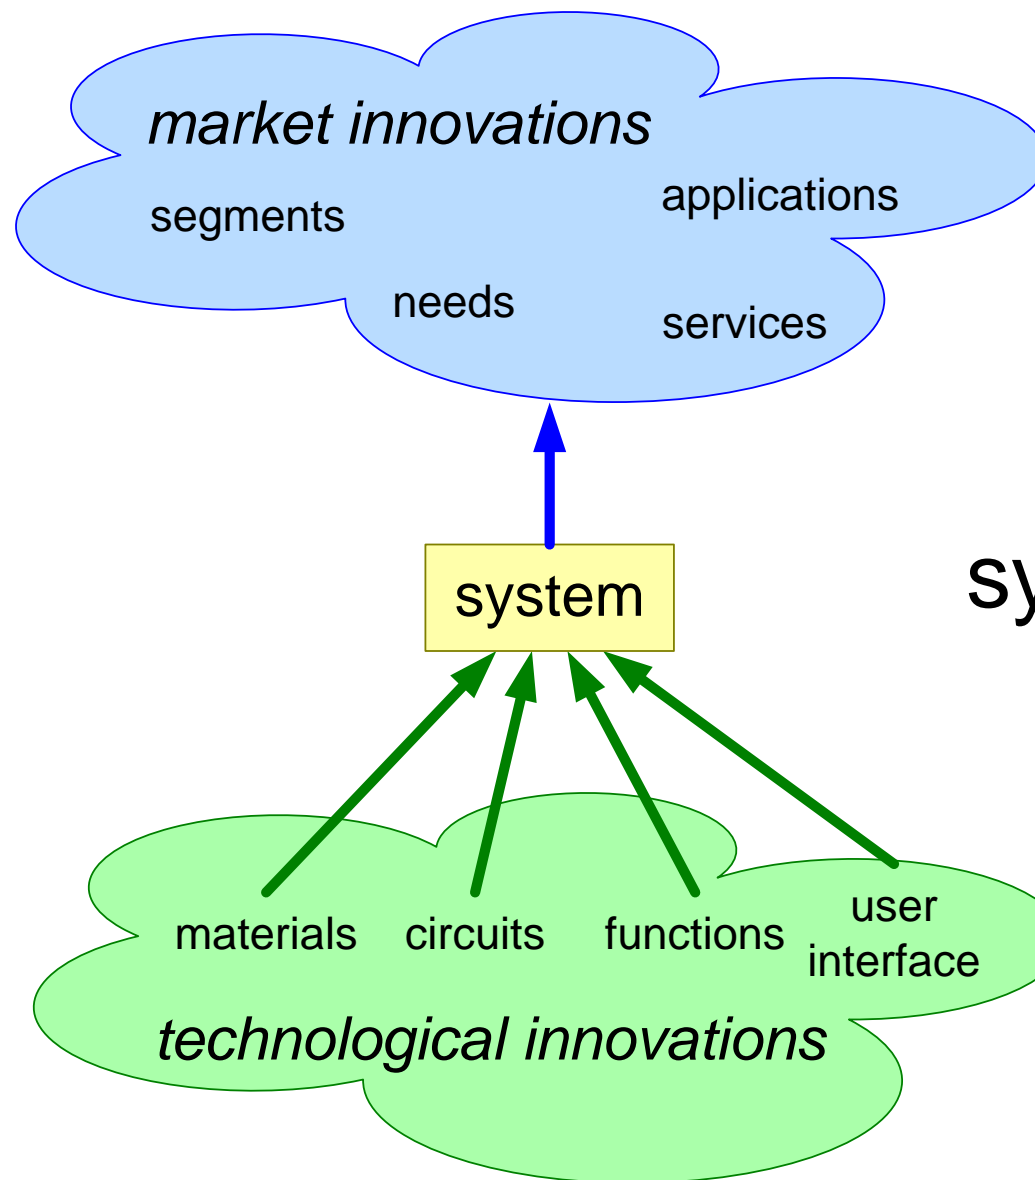 market innovations
segments
applications
needs
services
system
materials
circuits
functions
user
interface
technological innovations